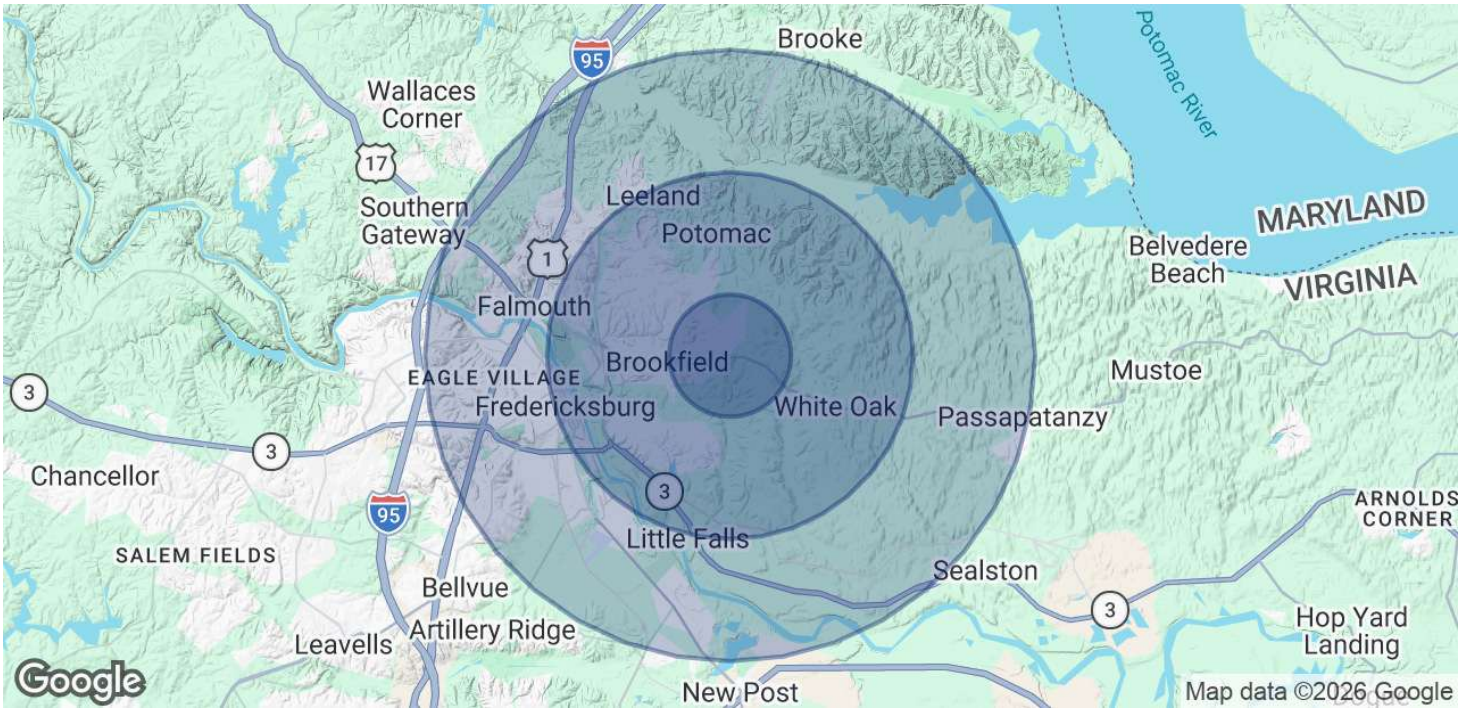 Brooke
Potomac River
95
Wallaces
Corner
17
Leeland
Southern
Gateway
Potomac
MARYLAND
1
Belvedere
Beach
VIRGINIA
Falmouth
Brookfield
Mustoe
EAGLE VILLAGE
3
Fredericksburg
White Oak
Passapatanzy
3
Chancellor
3
95
ARNOLDS
CORNER
Little Falls
SALEM FIELDS
Sealston
Bellvue
3
Hop Yard
Landing
Artillery Ridge
Leavells
Google
New Post
Map data ©2026 Google